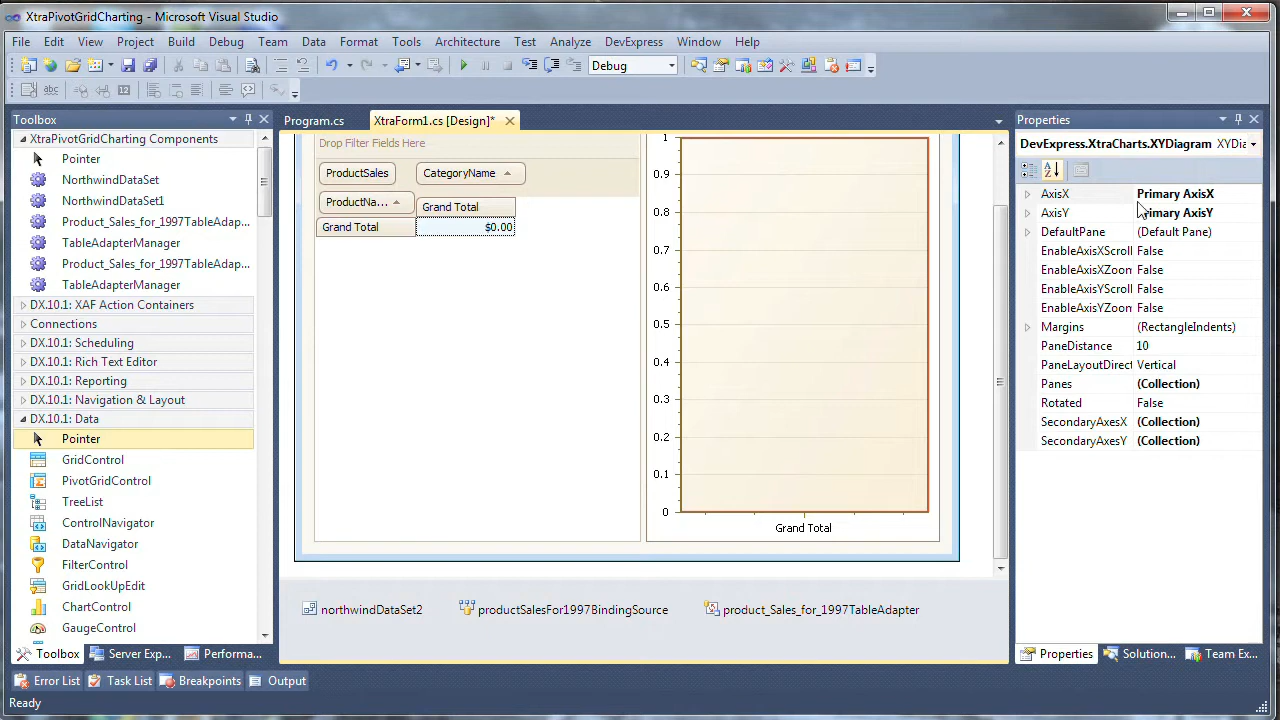 XtraPivotGridCharting - Microsoft Visual Studio
File Edit View Project Build Debug Team Data Format Tools Architecture Test Analyze DevExpress Window Help
Debug
Toolbox
XtraPivotGridCharting Components
Pointer
NorthwindDataSet
NorthwindDataSet1
Product_Sales_for_1997TableAdap...
TableAdapterManager
Product_Sales_for_1997TableAdap...
TableAdapterManager
DX.10.1: XAF Action Containers
Connections
DX.10.1: Scheduling
DX.10.1: Rich Text Editor
DX.10.1: Reporting
DX.10.1: Navigation & Layout
DX.10.1: Data
Pointer
GridControl
PivotGridControl
TreeList
ControlNavigator
DataNavigator
FilterControl
GridLookUpEdit
ChartControl
GaugeControl
Toolbox Server Exp... Performa...
Program.cs XtraForm1.cs [Design]*
Drop Filter Fields Here
ProductSales CategoryName
ProductNa... Grand Total
Grand Total $0.00
1
0.9
0.8
0.7
0.6
0.5
0.4
0.3
0.2
0.1
0
Grand Total
northwindDataSet2 productSalesFor1997BindingSource product_Sales_for_1997TableAdapter
Properties
DevExpress.XtraCharts.XYDiagram XYDia
AxisX Primary AxisX
AxisY Primary AxisY
DefaultPane (Default Pane)
EnableAxisXScroll False
EnableAxisXZoom False
EnableAxisYScroll False
EnableAxisYZoom False
Margins (RectangleIndents)
PaneDistance 10
PaneLayoutDirect Vertical
Panes (Collection)
Rotated False
SecondaryAxesX (Collection)
SecondaryAxesY (Collection)
Properties Solution... Team Ex...
Error List Task List Breakpoints Output
Ready